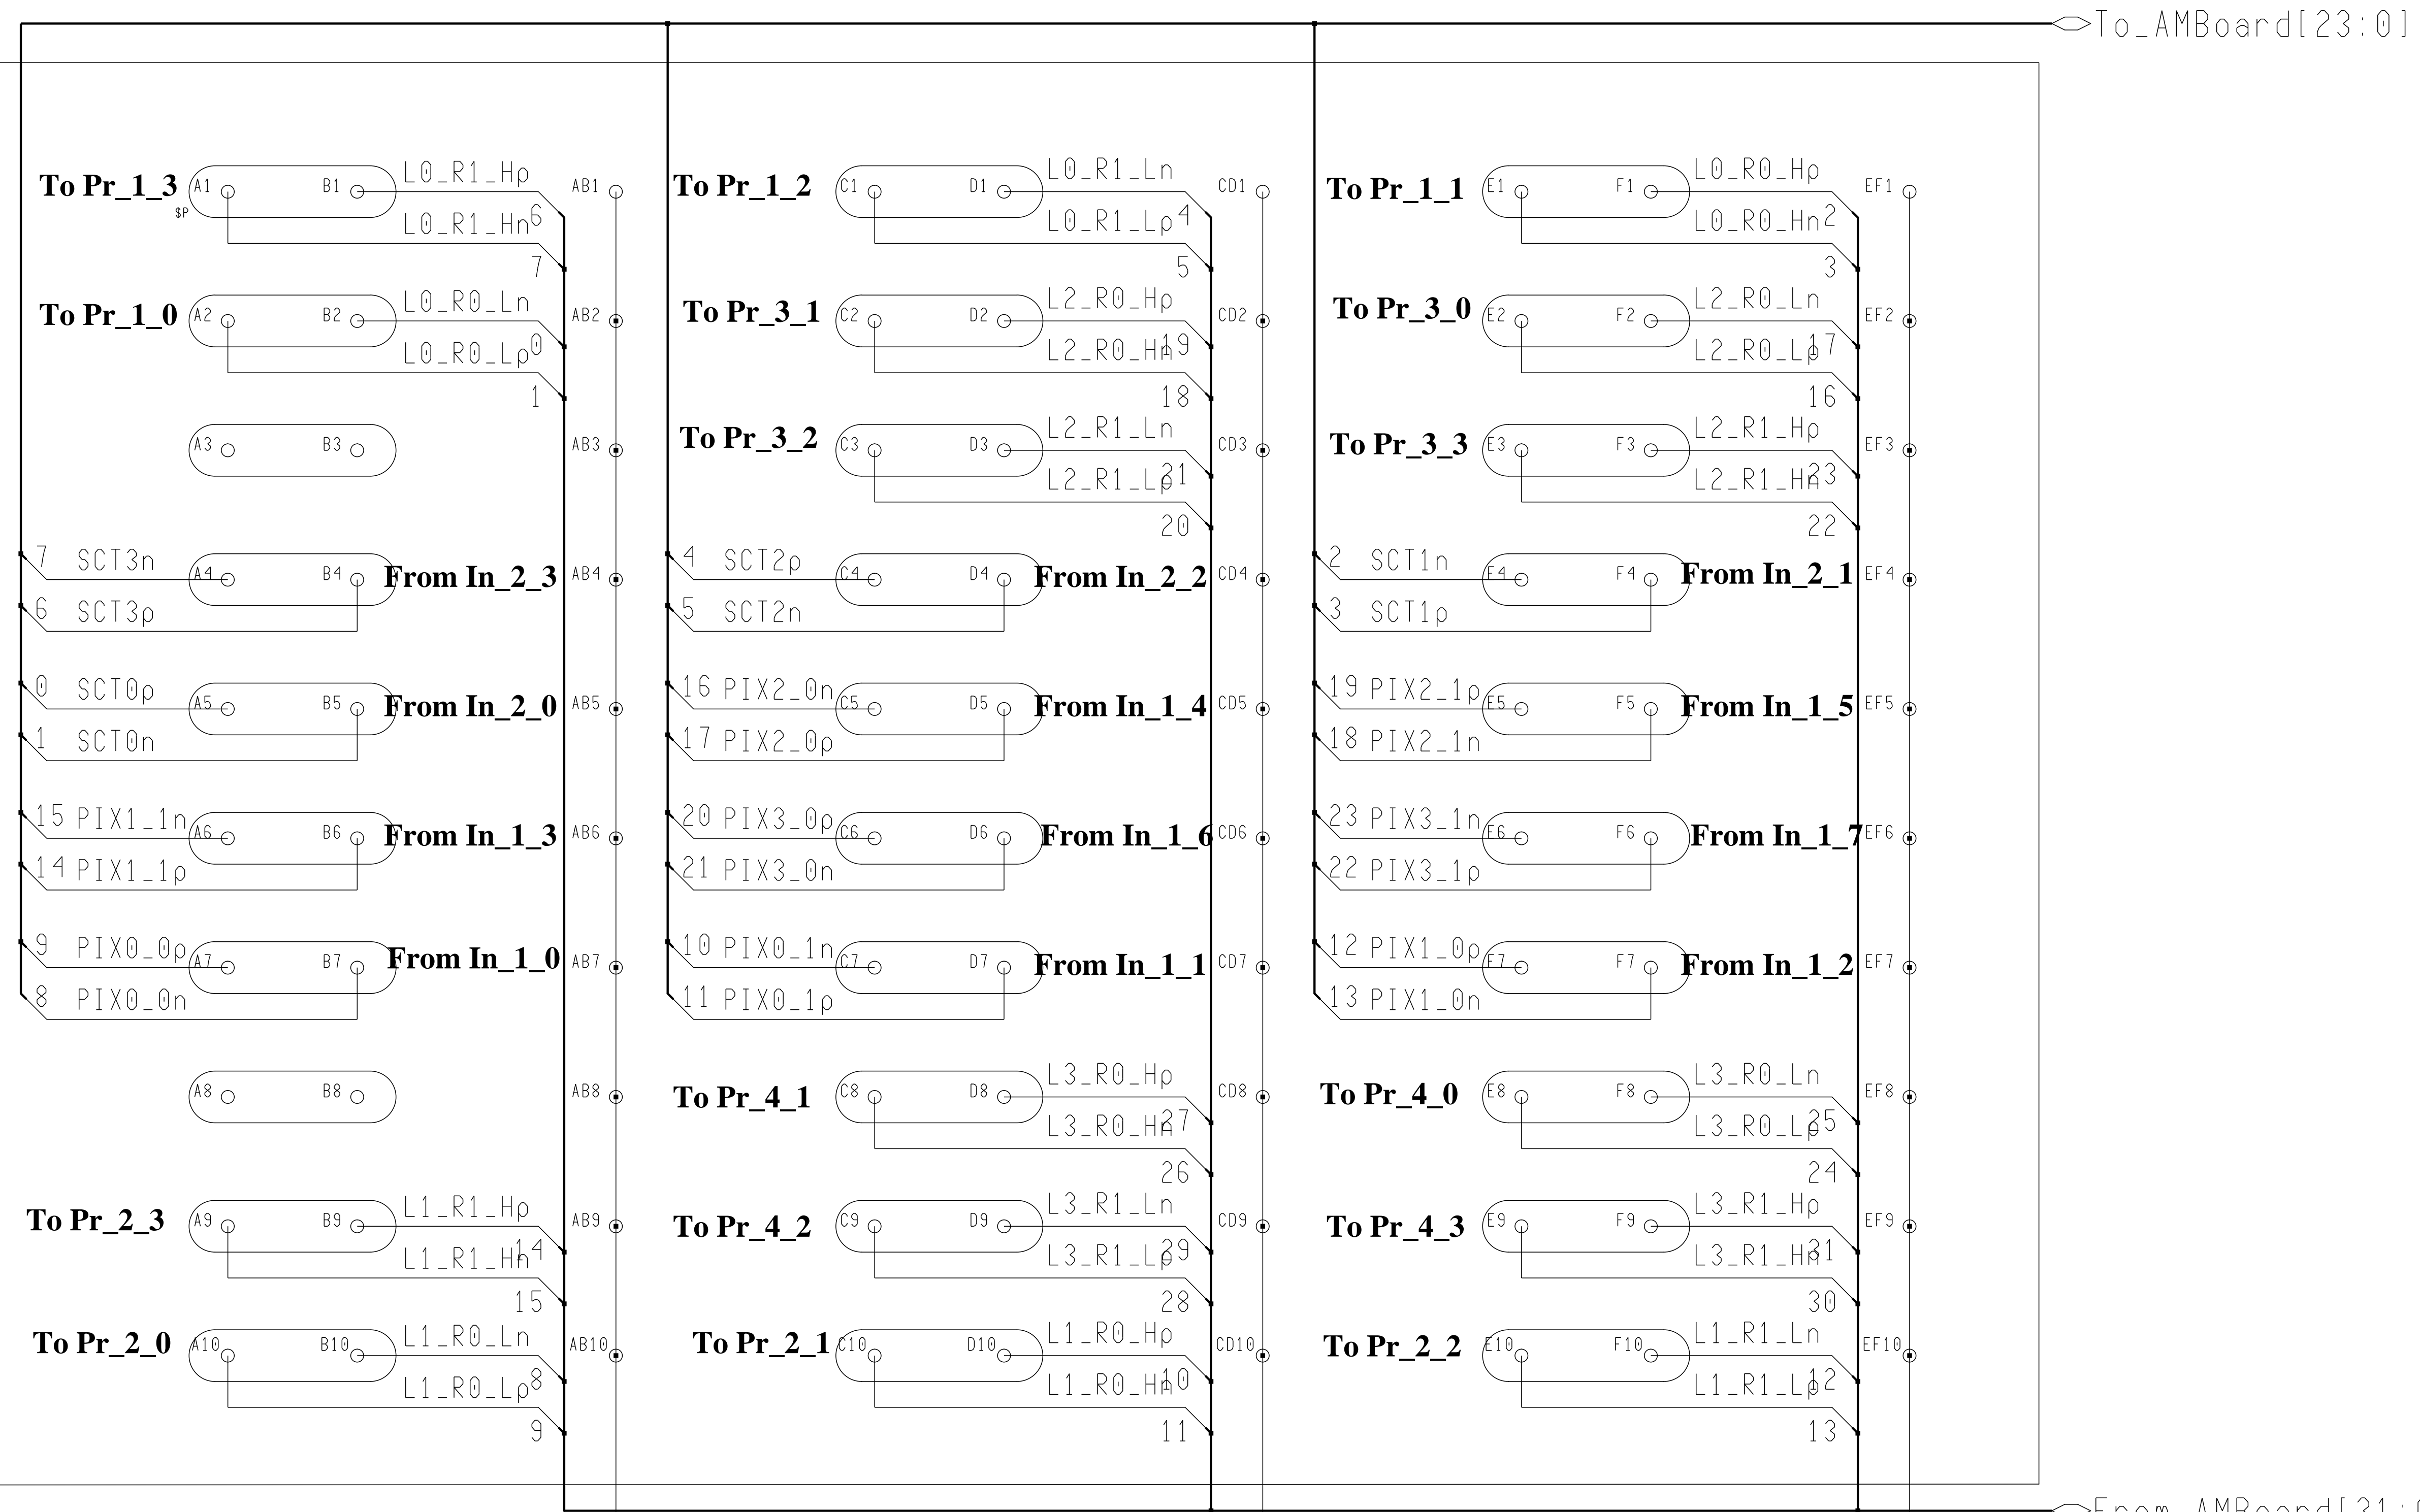 To_AMBoard[23:0]
To Pr_1_3 A1 B1 L0_R1_Hp 6 AB1 To Pr_1_2 C1 D1 L0_R1_Ln 4 CD1 To Pr_1_1 E1 F1 L0_R0_Hp 2 EF1
$P L0_R1_Hn 7 L0_R1_Lp 5 L0_R0_Hn 3
To Pr_1_0 A2 B2 L0_R0_Ln 0 AB2 To Pr_3_1 C2 D2 L2_R0_Hp 19 CD2 To Pr_3_0 E2 F2 L2_R0_Ln 17 EF2
L0_R0_Lp 1 L2_R0_Hn 18 L2_R0_Lp 16
A3 B3 AB3 To Pr_3_2 C3 D3 L2_R1_Ln 21 CD3 To Pr_3_3 E3 F3 L2_R1_Hp 23 EF3
L2_R1_Lp 20 L2_R1_Hn 22
7 SCT3n A4 B4 From In_2_3 AB4 4 SCT2p C4 D4 From In_2_2 CD4 2 SCT1n E4 F4 From In_2_1 EF4
6 SCT3p 5 SCT2n 3 SCT1p
0 SCT0p A5 B5 From In_2_0 AB5 16 PIX2_0n C5 D5 From In_1_4 CD5 19 PIX2_1p E5 F5 From In_1_5 EF5
1 SCT0n 17 PIX2_0p 18 PIX2_1n
15 PIX1_1n A6 B6 From In_1_3 AB6 20 PIX3_0p C6 D6 From In_1_6 CD6 23 PIX3_1n E6 F6 From In_1_7 EF6
14 PIX1_1p 21 PIX3_0n 22 PIX3_1p
9 PIX0_0p A7 B7 From In_1_0 AB7 10 PIX0_1n C7 D7 From In_1_1 CD7 12 PIX1_0p E7 F7 From In_1_2 EF7
8 PIX0_0n 11 PIX0_1p 13 PIX1_0n
A8 B8 AB8 To Pr_4_1 C8 D8 L3_R0_Hp 27 CD8 To Pr_4_0 E8 F8 L3_R0_Ln 25 EF8
L3_R0_Hn 26 L3_R0_Lp 24
To Pr_2_3 A9 B9 L1_R1_Hp 14 AB9 To Pr_4_2 C9 D9 L3_R1_Ln 29 CD9 To Pr_4_3 E9 F9 L3_R1_Hp 31 EF9
L1_R1_Hn 15 L3_R1_Lp 28 L3_R1_Hn 30
To Pr_2_0 A10 B10 L1_R0_Ln 8 AB10 To Pr_2_1 C10 D10 L1_R0_Hp 10 CD10 To Pr_2_2 E10 F10 L1_R1_Ln 12 EF10
L1_R0_Lp 9 L1_R0_Hn 11 L1_R1_Lp 13